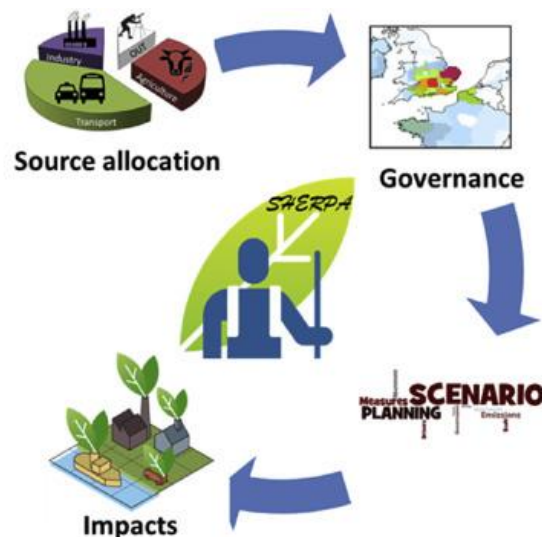 Industry
OUT
Agriculture
Transport
Source allocation
Governance
SHERPA
Measures SCENARIO
PLANNING
Emissions
Impacts